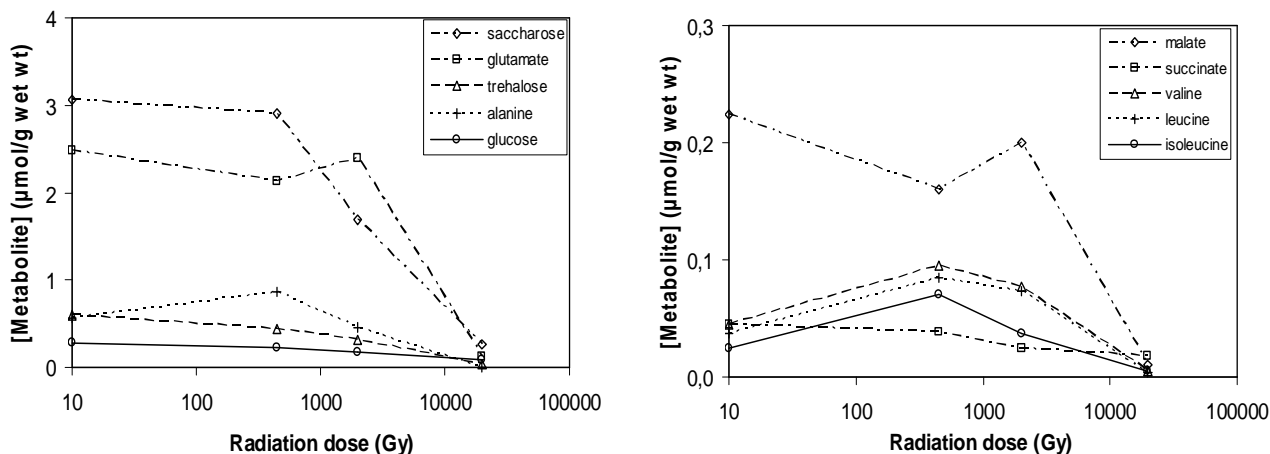 [Metabolite] (µmol/g wet wt)
4
3
2
1
0
saccharose
glutamate
trehalose
alanine
glucose
10 100 1000 10000 100000
Radiation dose (Gy)
[Metabolite] (µmol/g wet wt)
0,3
0,2
0,1
0,0
malate
succinate
valine
leucine
isoleucine
10 100 1000 10000 100000
Radiation dose (Gy)